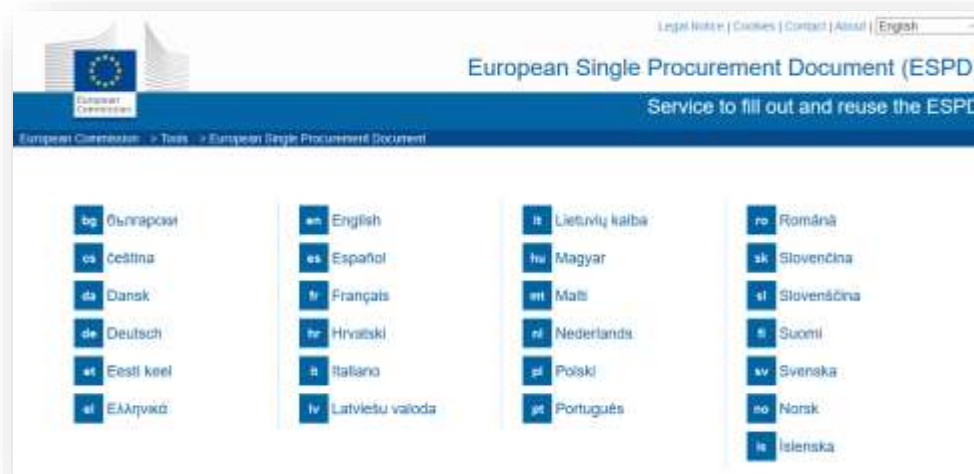 Legal Notice | Cookies | Contact | About | English
European Single Procurement Document (ESPD
European Commission
Service to fill out and reuse the ESPD
European Commission > Tools > European Single Procurement Document
bg български
cs čeština
da Dansk
de Deutsch
et Eesti keel
el Ελληνικά
en English
es Español
fr Français
hr Hrvatski
it Italiano
lv Latviešu valoda
lt Lietuvių kalba
hu Magyar
mt Malti
nl Nederlands
pl Polski
pt Português
ro Română
sk Slovenčina
sl Slovenščina
fi Suomi
sv Svenska
no Norsk
is Íslenska